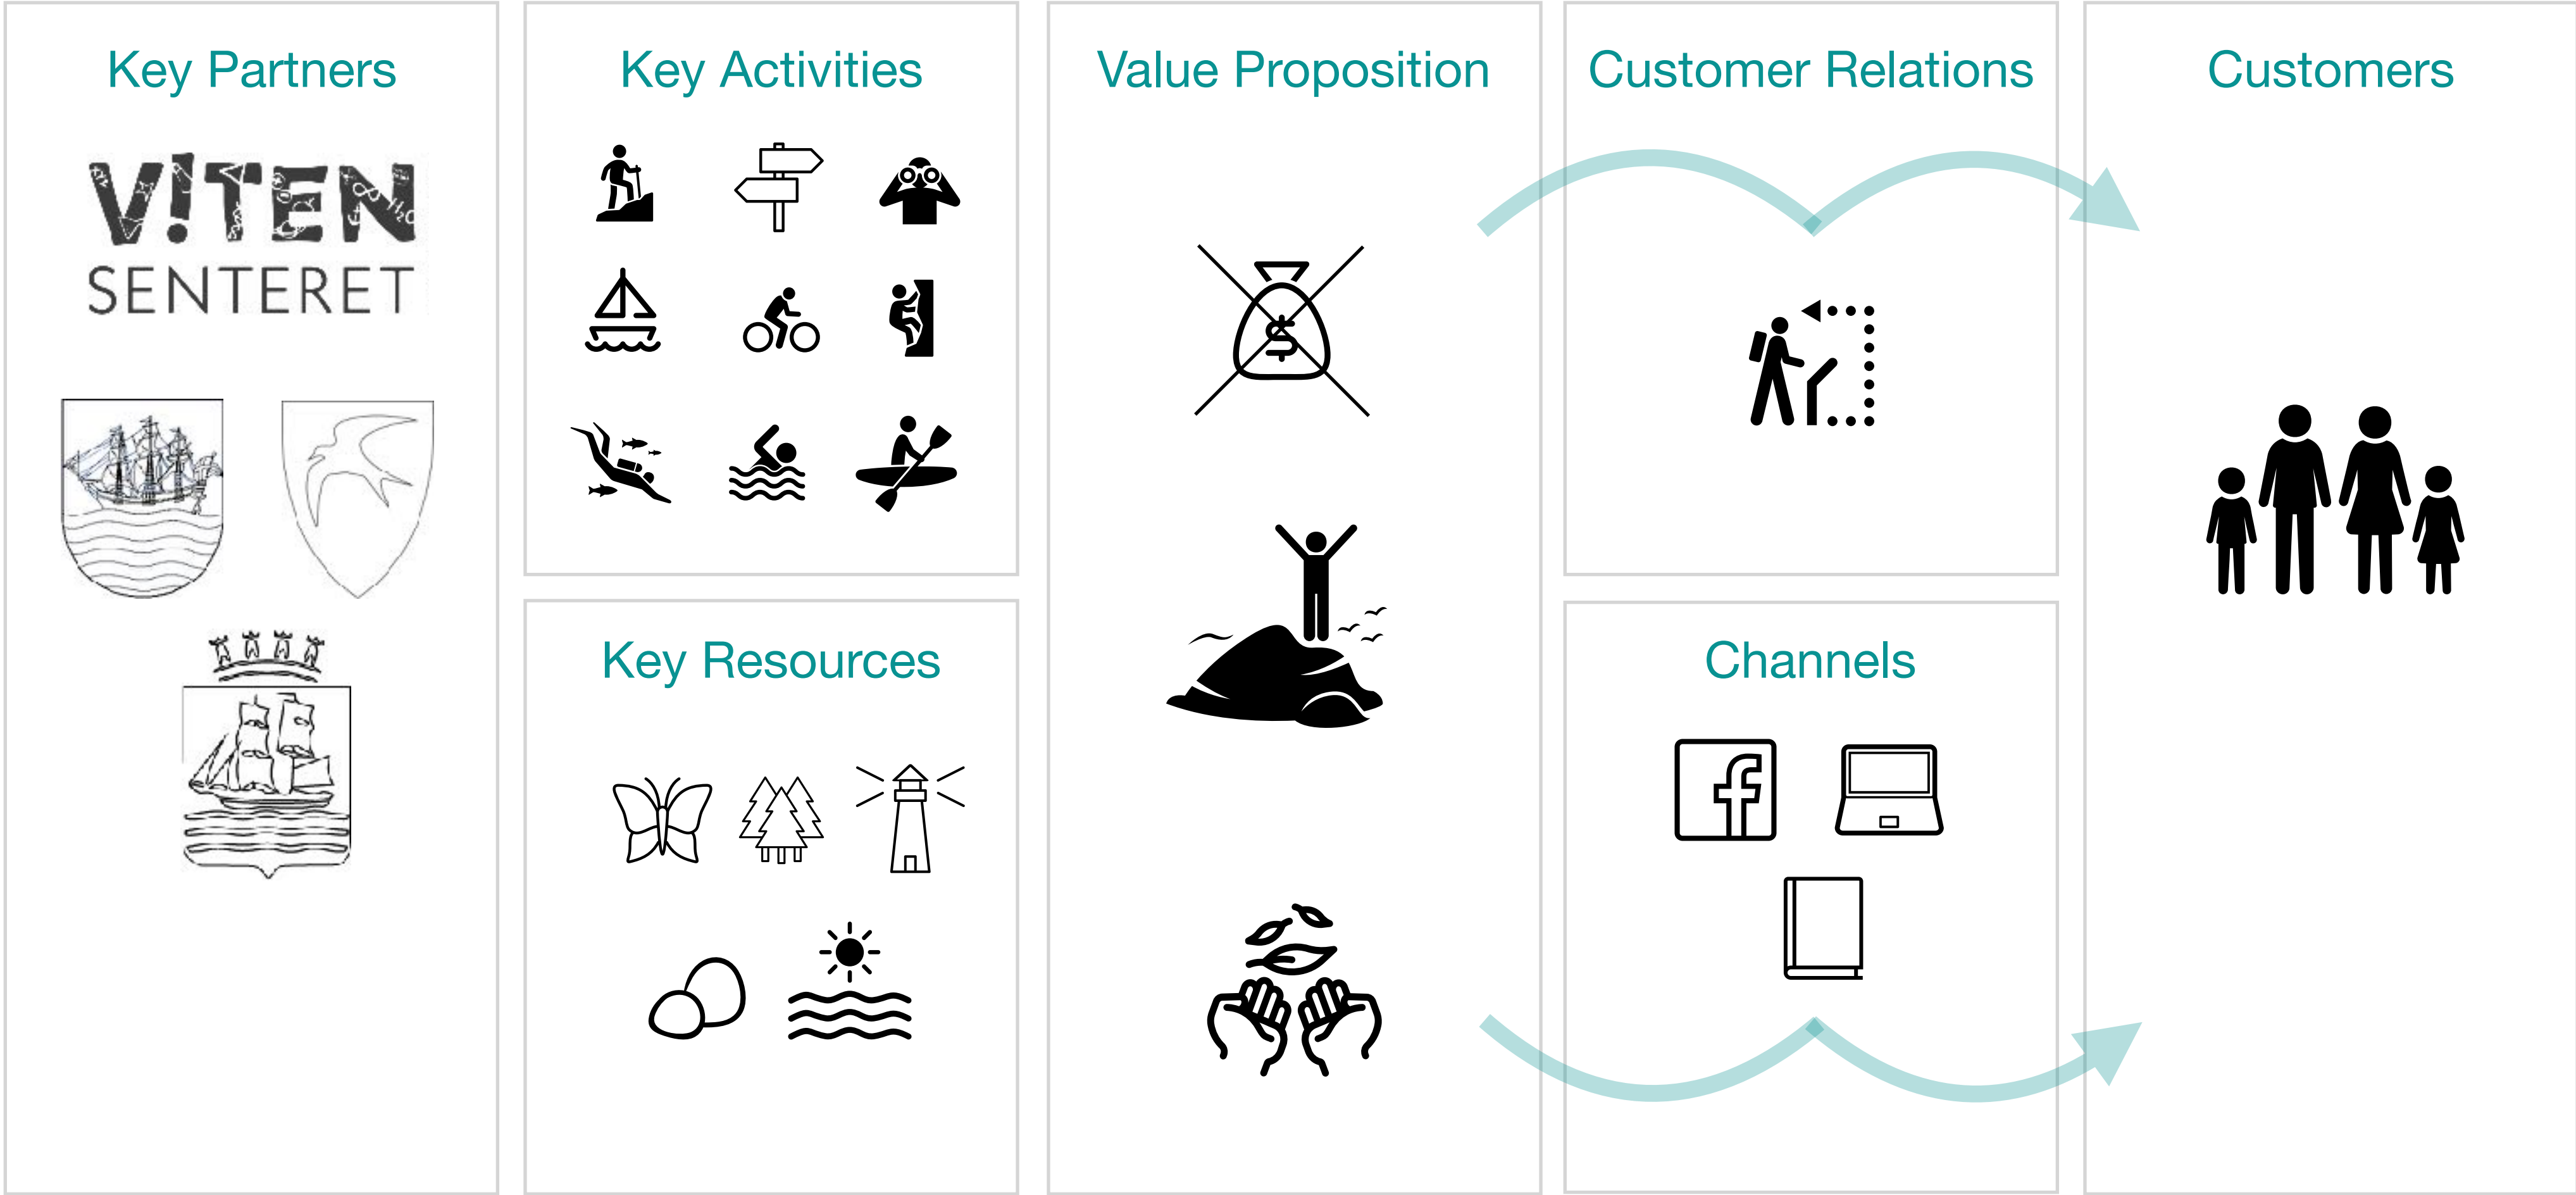 Key Partners
V!TEN
SENTERET
Key Activities
Key Resources
Value Proposition
$
Customer Relations
Channels
f
Customers